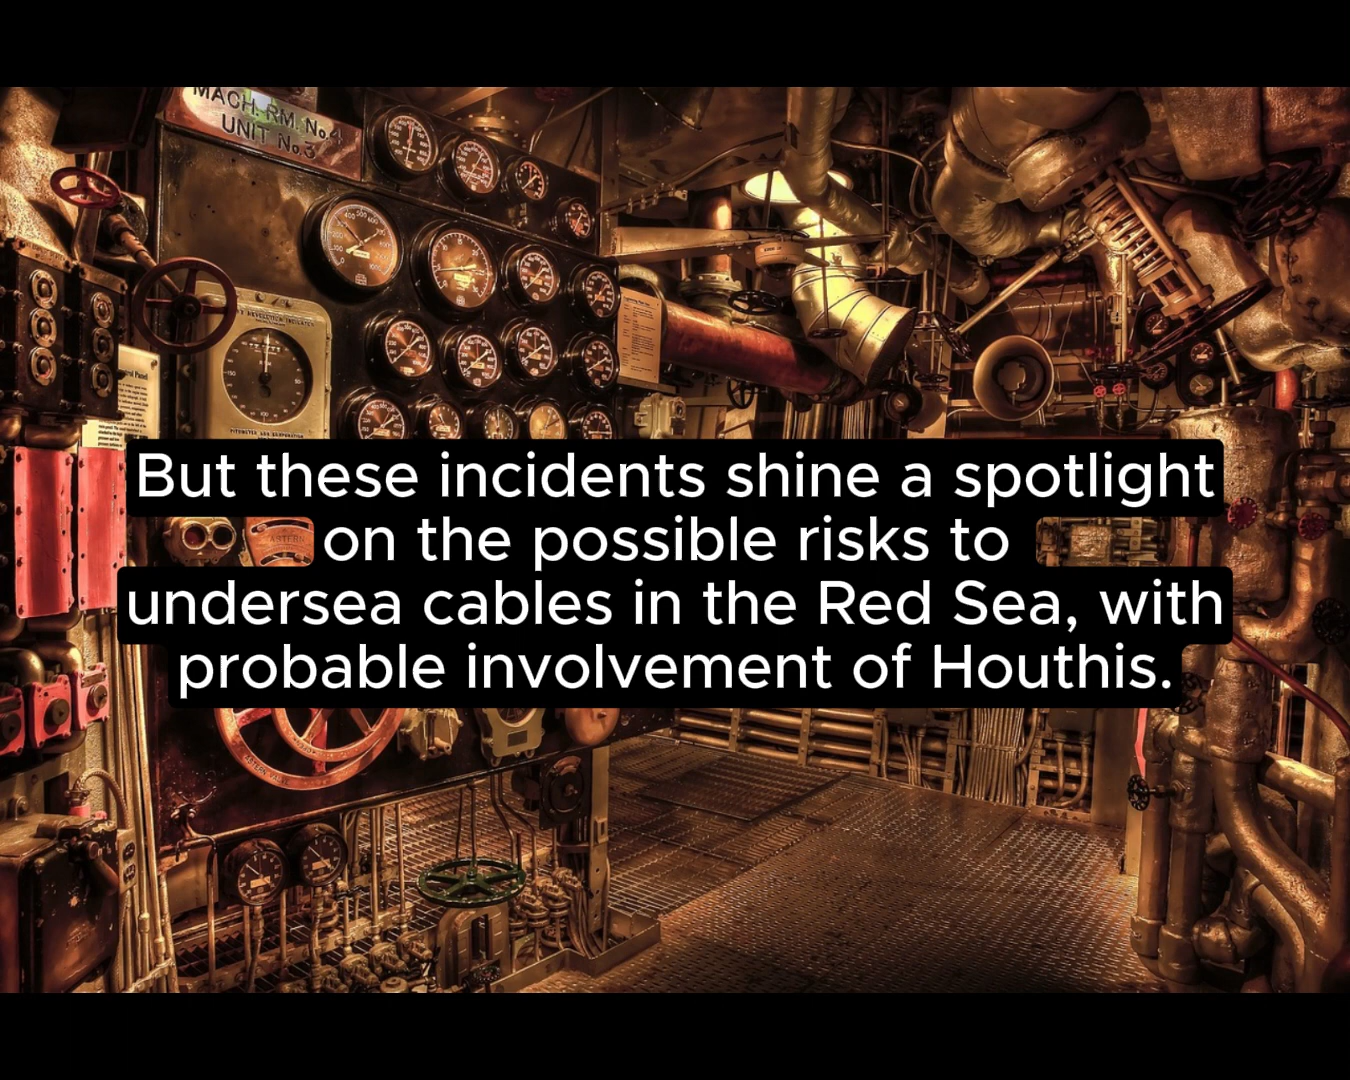 MACH. RM. No.4
UNIT No.3
But these incidents shine a spotlight
on the possible risks to
undersea cables in the Red Sea, with
probable involvement of Houthis.